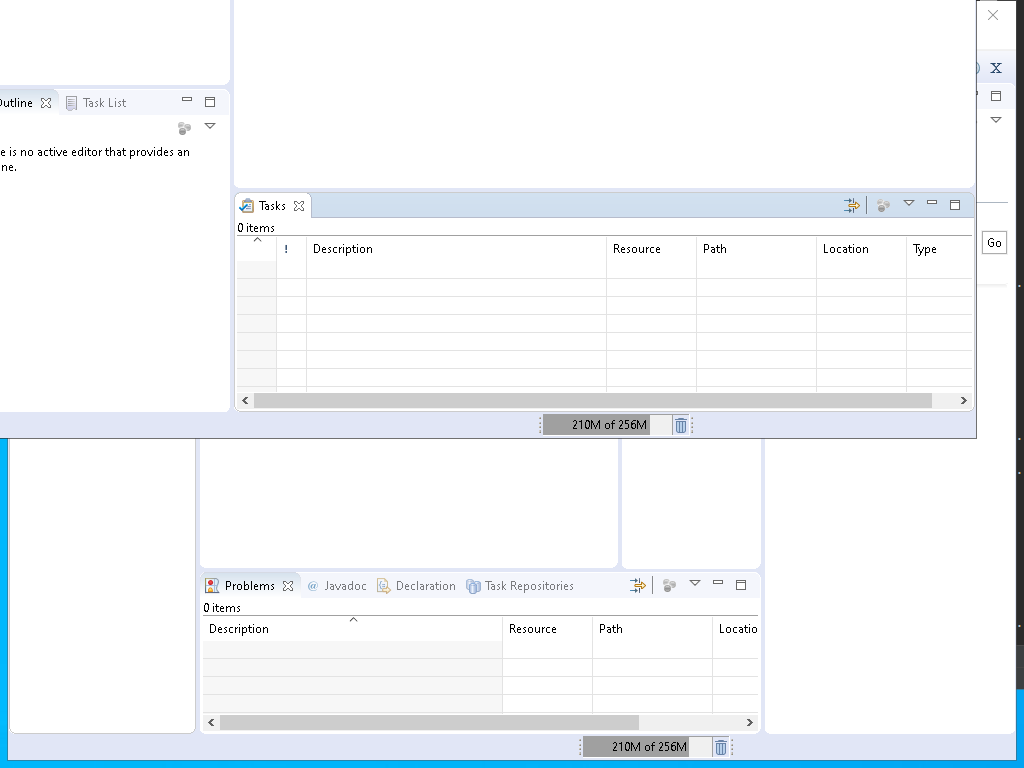 Outline Task List
e is no active editor that provides an
ne.
Tasks
0 items
! Description Resource Path Location Type
Go
X
210M of 256M
Problems @ Javadoc Declaration Task Repositories
0 items
Description Resource Path Locatio
210M of 256M